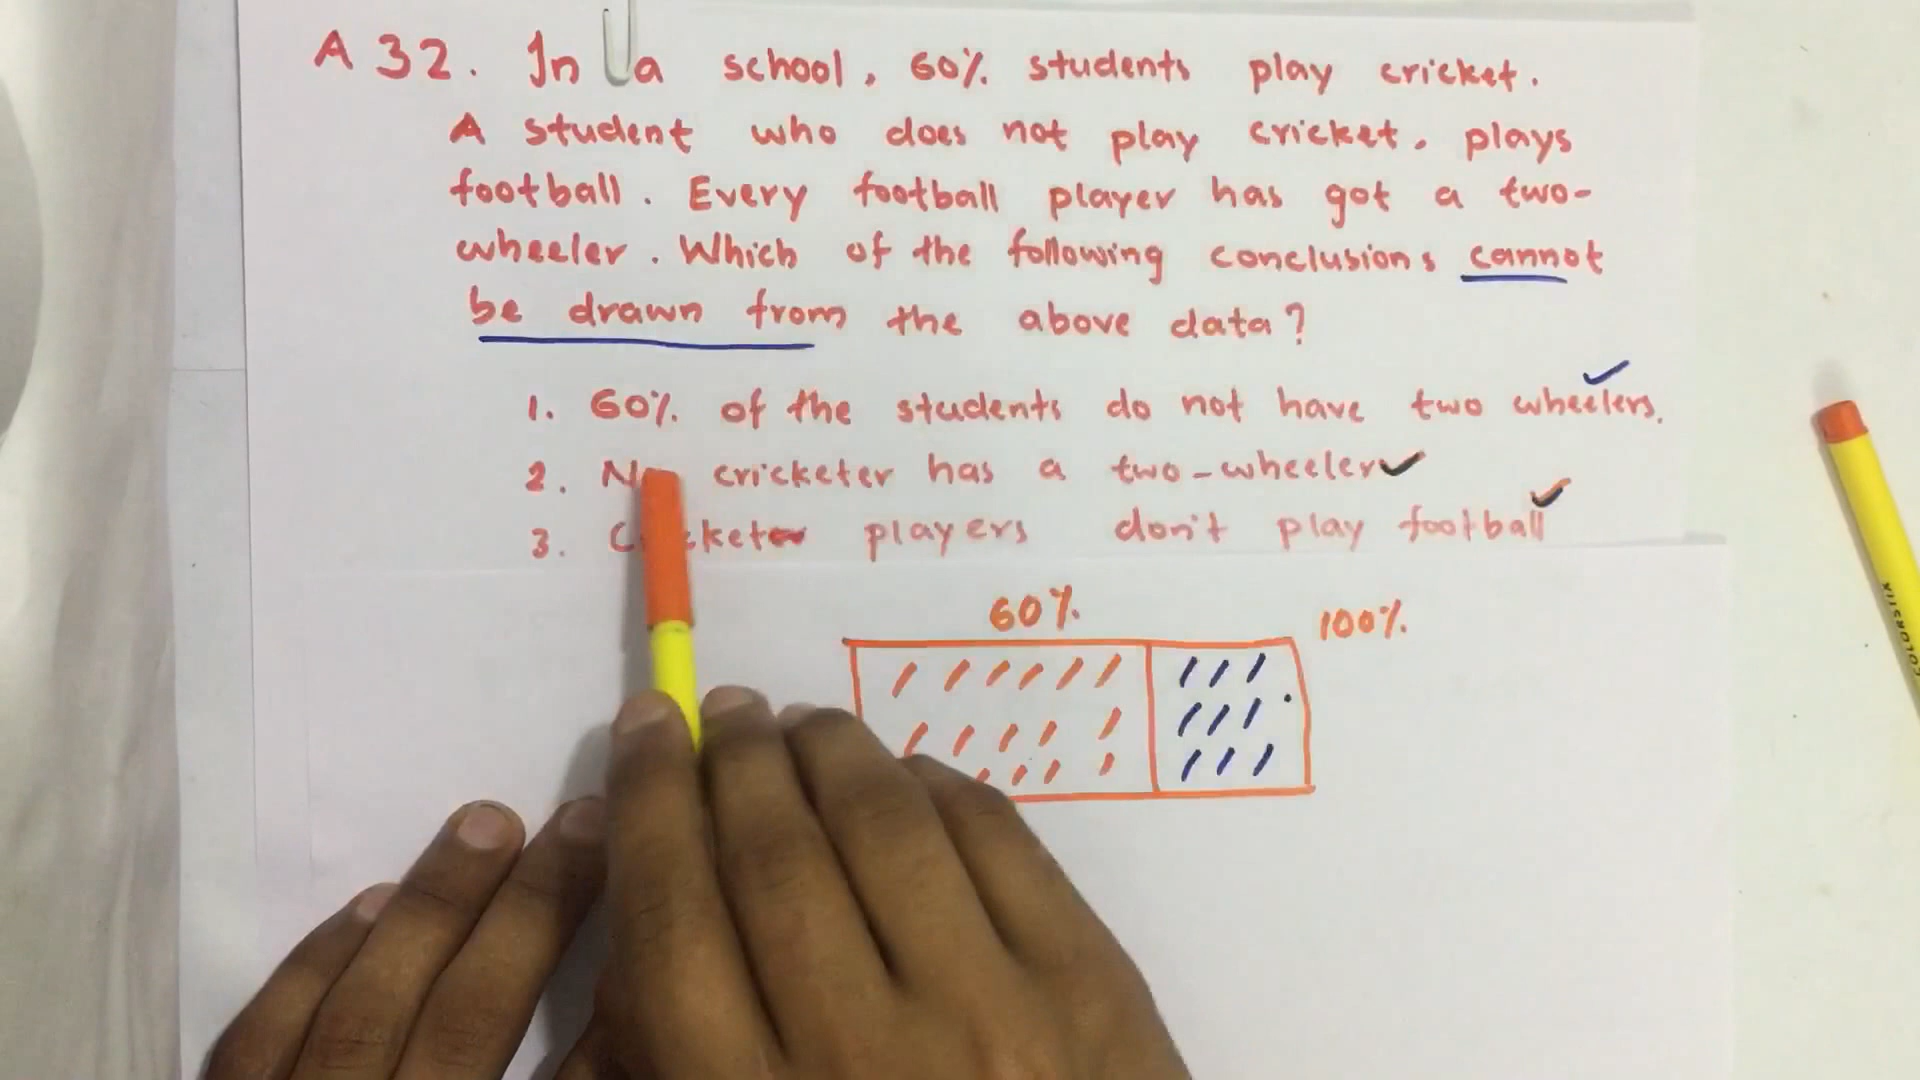 A 32. In a school, 60% students play cricket.
A student who does not play cricket, plays
football. Every football player has got a two-
wheeler. Which of the following conclusions cannot
be drawn from the above data?
1. 60% of the students do not have two wheelers.
2. cricketer has a two-wheeler
3. players don't play football
60% 100%
COLORSTIX